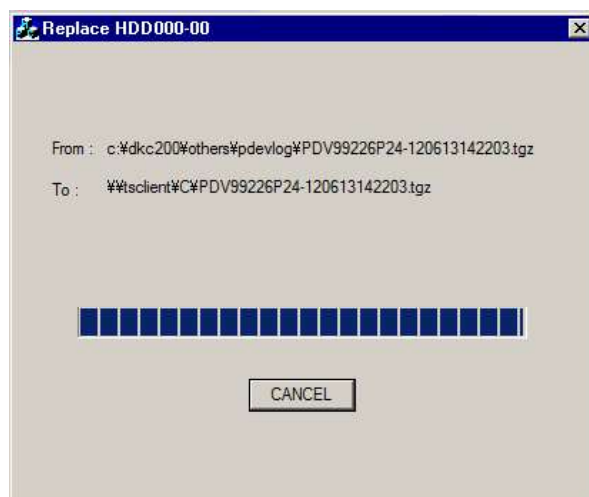 Replace HDD000-00
From : c:¥dkc200¥others¥pdevlog¥PDV99226P24-120613142203.tgz
To : ¥¥tsclient¥C¥PDV99226P24-120613142203.tgz
CANCEL